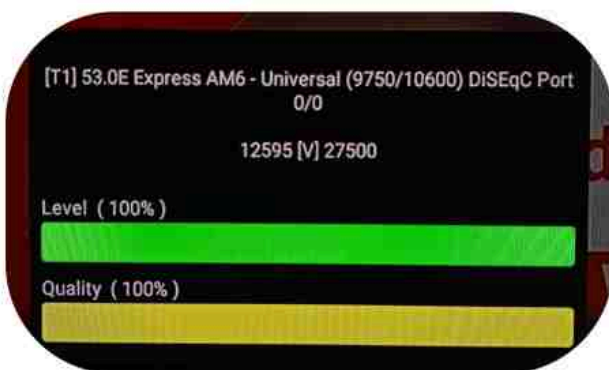 [T1] 53.0E Express AM6 - Universal (9750/10600) DiSEqC Port
0/0
12595 [V] 27500
Level ( 100% )
Quality ( 100% )